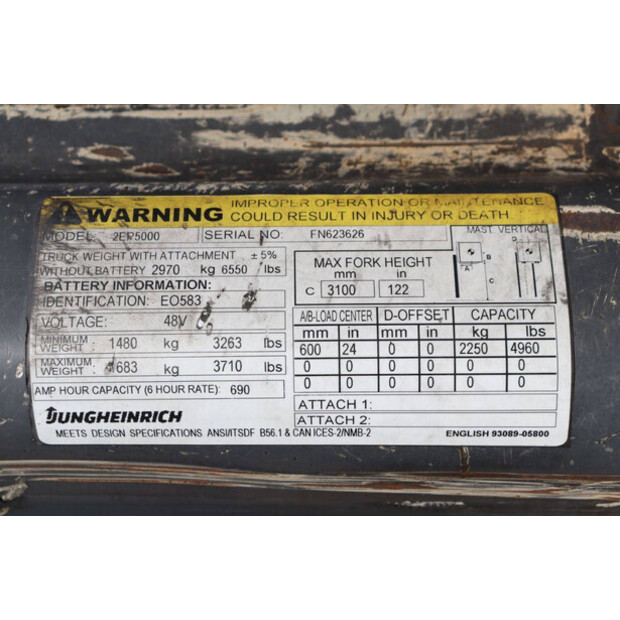 WARNING
IMPROPER OPERATION OR MAINTENANCE
COULD RESULT IN INJURY OR DEATH.
MODEL: 2ER5000 SERIAL NO: FN623626
TRUCK WEIGHT WITH ATTACHMENT ± 5%
WITHOUT BATTERY 2970 kg 6550 lbs
BATTERY INFORMATION:
IDENTIFICATION: EO583
VOLTAGE: 48V
MINIMUM WEIGHT: 1480 kg 3263 lbs
MAXIMUM WEIGHT: 1683 kg 3710 lbs
AMP HOUR CAPACITY (6 HOUR RATE): 690
MAX FORK HEIGHT
mm in
C 3100 122
MAST VERTICAL
D
A B
C
A/B-LOAD CENTER D-OFFSET CAPACITY
mm in mm in kg lbs
600 24 0 0 2250 4960
0 0 0 0 0 0
0 0 0 0 0 0
ATTACH 1:
ATTACH 2:
JUNGHEINRICH
MEETS DESIGN SPECIFICATIONS ANSI/ITSDF B56.1 & CAN ICES-2/NMB-2
ENGLISH 93089-05800